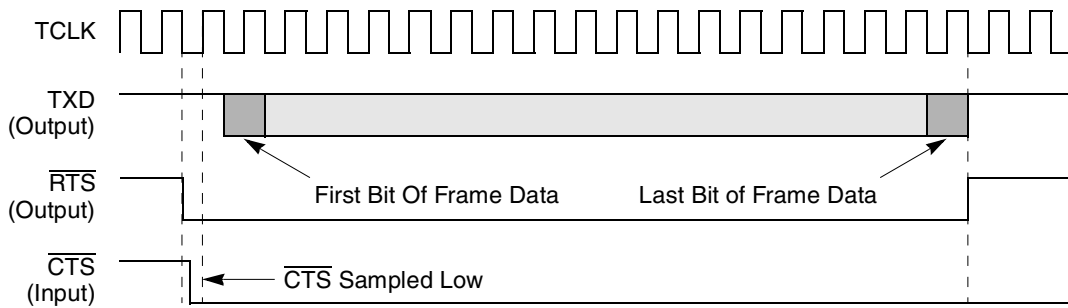 TCLK
TXD
(Output)
RTS
(Output)
First Bit Of Frame Data
Last Bit of Frame Data
CTS
(Input)
CTS Sampled Low